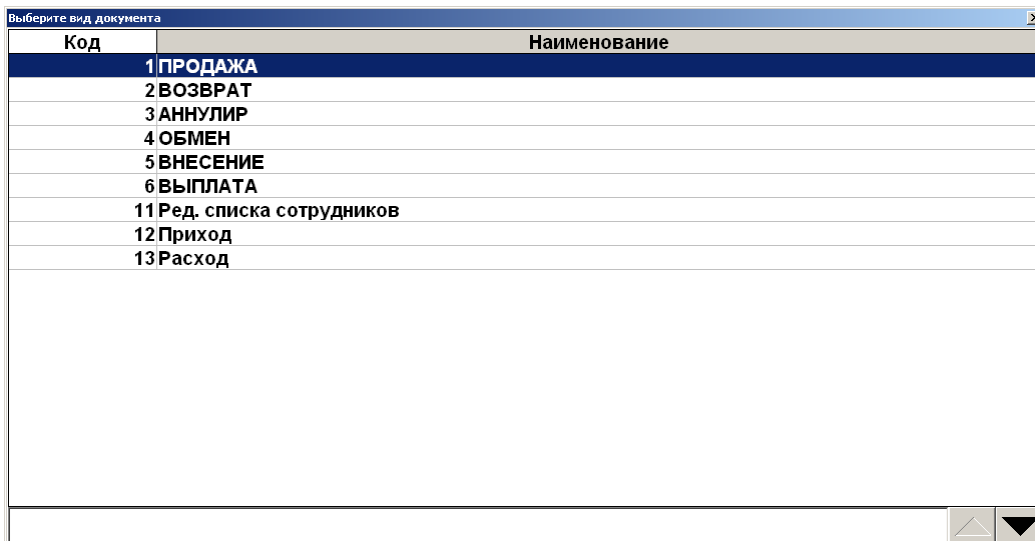 Выберите вид документа
Код Наименование
1 ПРОДАЖА
2 ВОЗВРАТ
3 АННУЛИР
4 ОБМЕН
5 ВНЕСЕНИЕ
6 ВЫПЛАТА
11 Ред. списка сотрудников
12 Приход
13 Расход